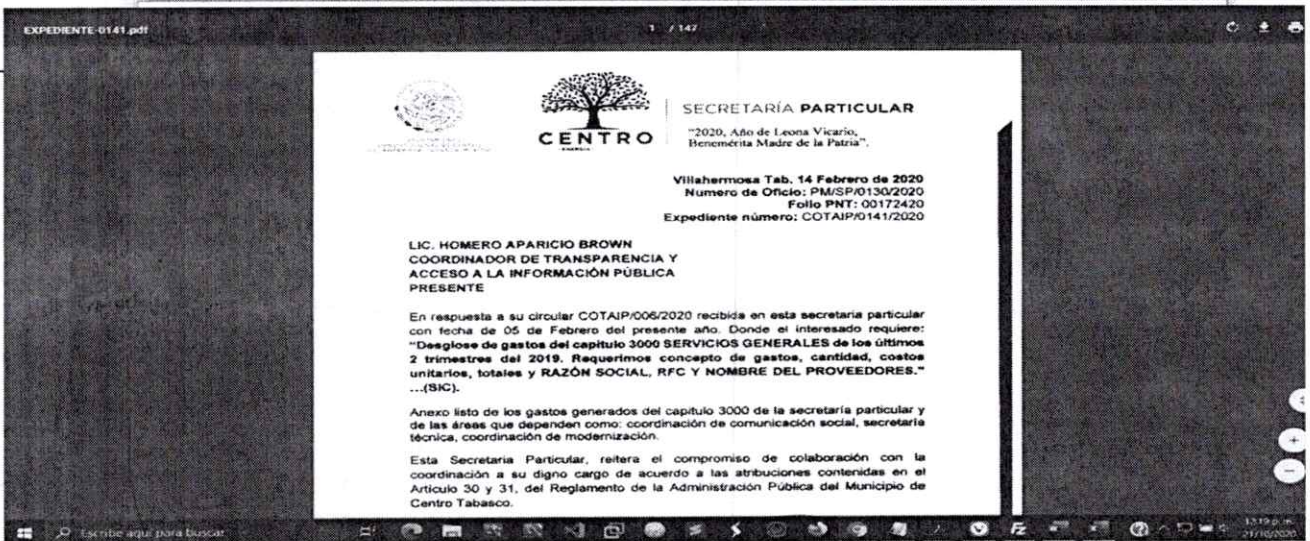 EXPEDIENTE-0141.pdf
1 / 147
CENTRO
SECRETARÍA PARTICULAR
"2020, Año de Leona Vicario,
Benemérita Madre de la Patria".
Villahermosa Tab. 14 Febrero de 2020
Numero de Oficio: PM/SP/0130/2020
Folio PNT: 00172420
Expediente número: COTAIP/0141/2020
LIC. HOMERO APARICIO BROWN
COORDINADOR DE TRANSPARENCIA Y
ACCESO A LA INFORMACIÓN PÚBLICA
PRESENTE
En respuesta a su circular COTAIP/006/2020 recibida en esta secretaria particular
con fecha de 05 de Febrero del presente año. Donde el interesado requiere:
"Desglose de gastos del capitulo 3000 SERVICIOS GENERALES de los últimos
2 trimestres del 2019. Requerimos concepto de gastos, cantidad, costos
unitarios, totales y RAZÓN SOCIAL, RFC Y NOMBRE DEL PROVEEDORES."
...(SIC).
Anexo listo de los gastos generados del capitulo 3000 de la secretaría particular y
de las áreas que dependen como: coordinación de comunicación social, secretaría
técnica, coordinación de modernización.
Esta Secretaria Particular, reitera el compromiso de colaboración con la
coordinación a su digno cargo de acuerdo a las atribuciones contenidas en el
Artículo 30 y 31, del Reglamento de la Administración Pública del Municipio de
Centro Tabasco.
Escribe aquí para buscar
13:19 p. m.
21/10/2020